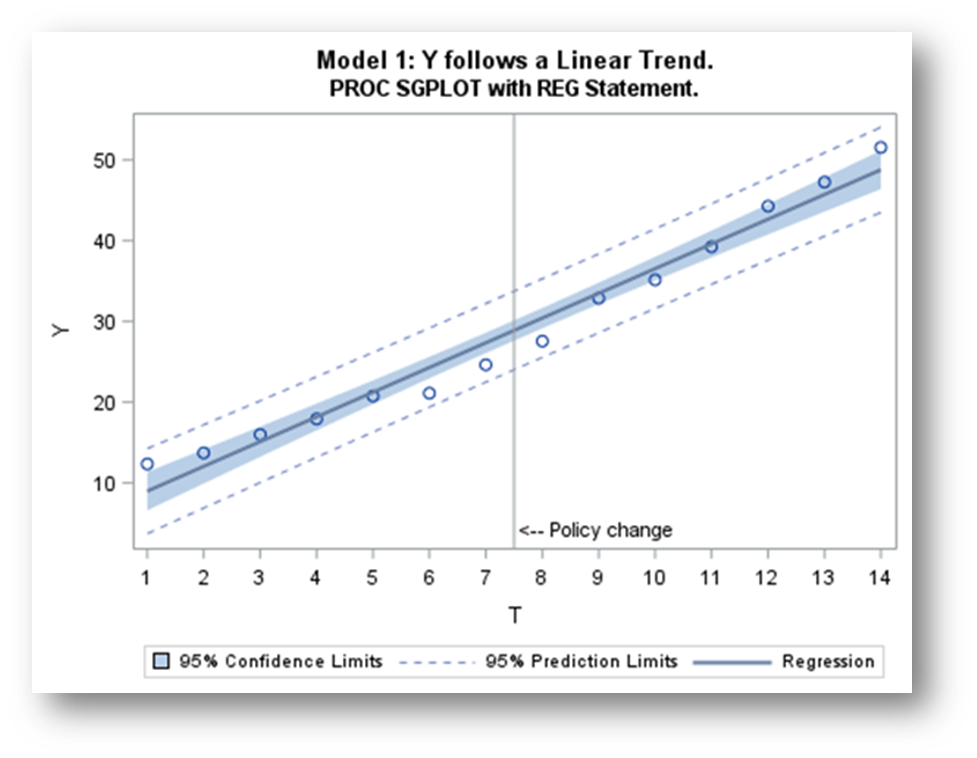 Model 1: Y follows a Linear Trend.
PROC SGPLOT with REG Statement.
50
40
30
20
10
Y
<-- Policy change
1 2 3 4 5 6 7 8 9 10 11 12 13 14
T
95% Confidence Limits 95% Prediction Limits Regression